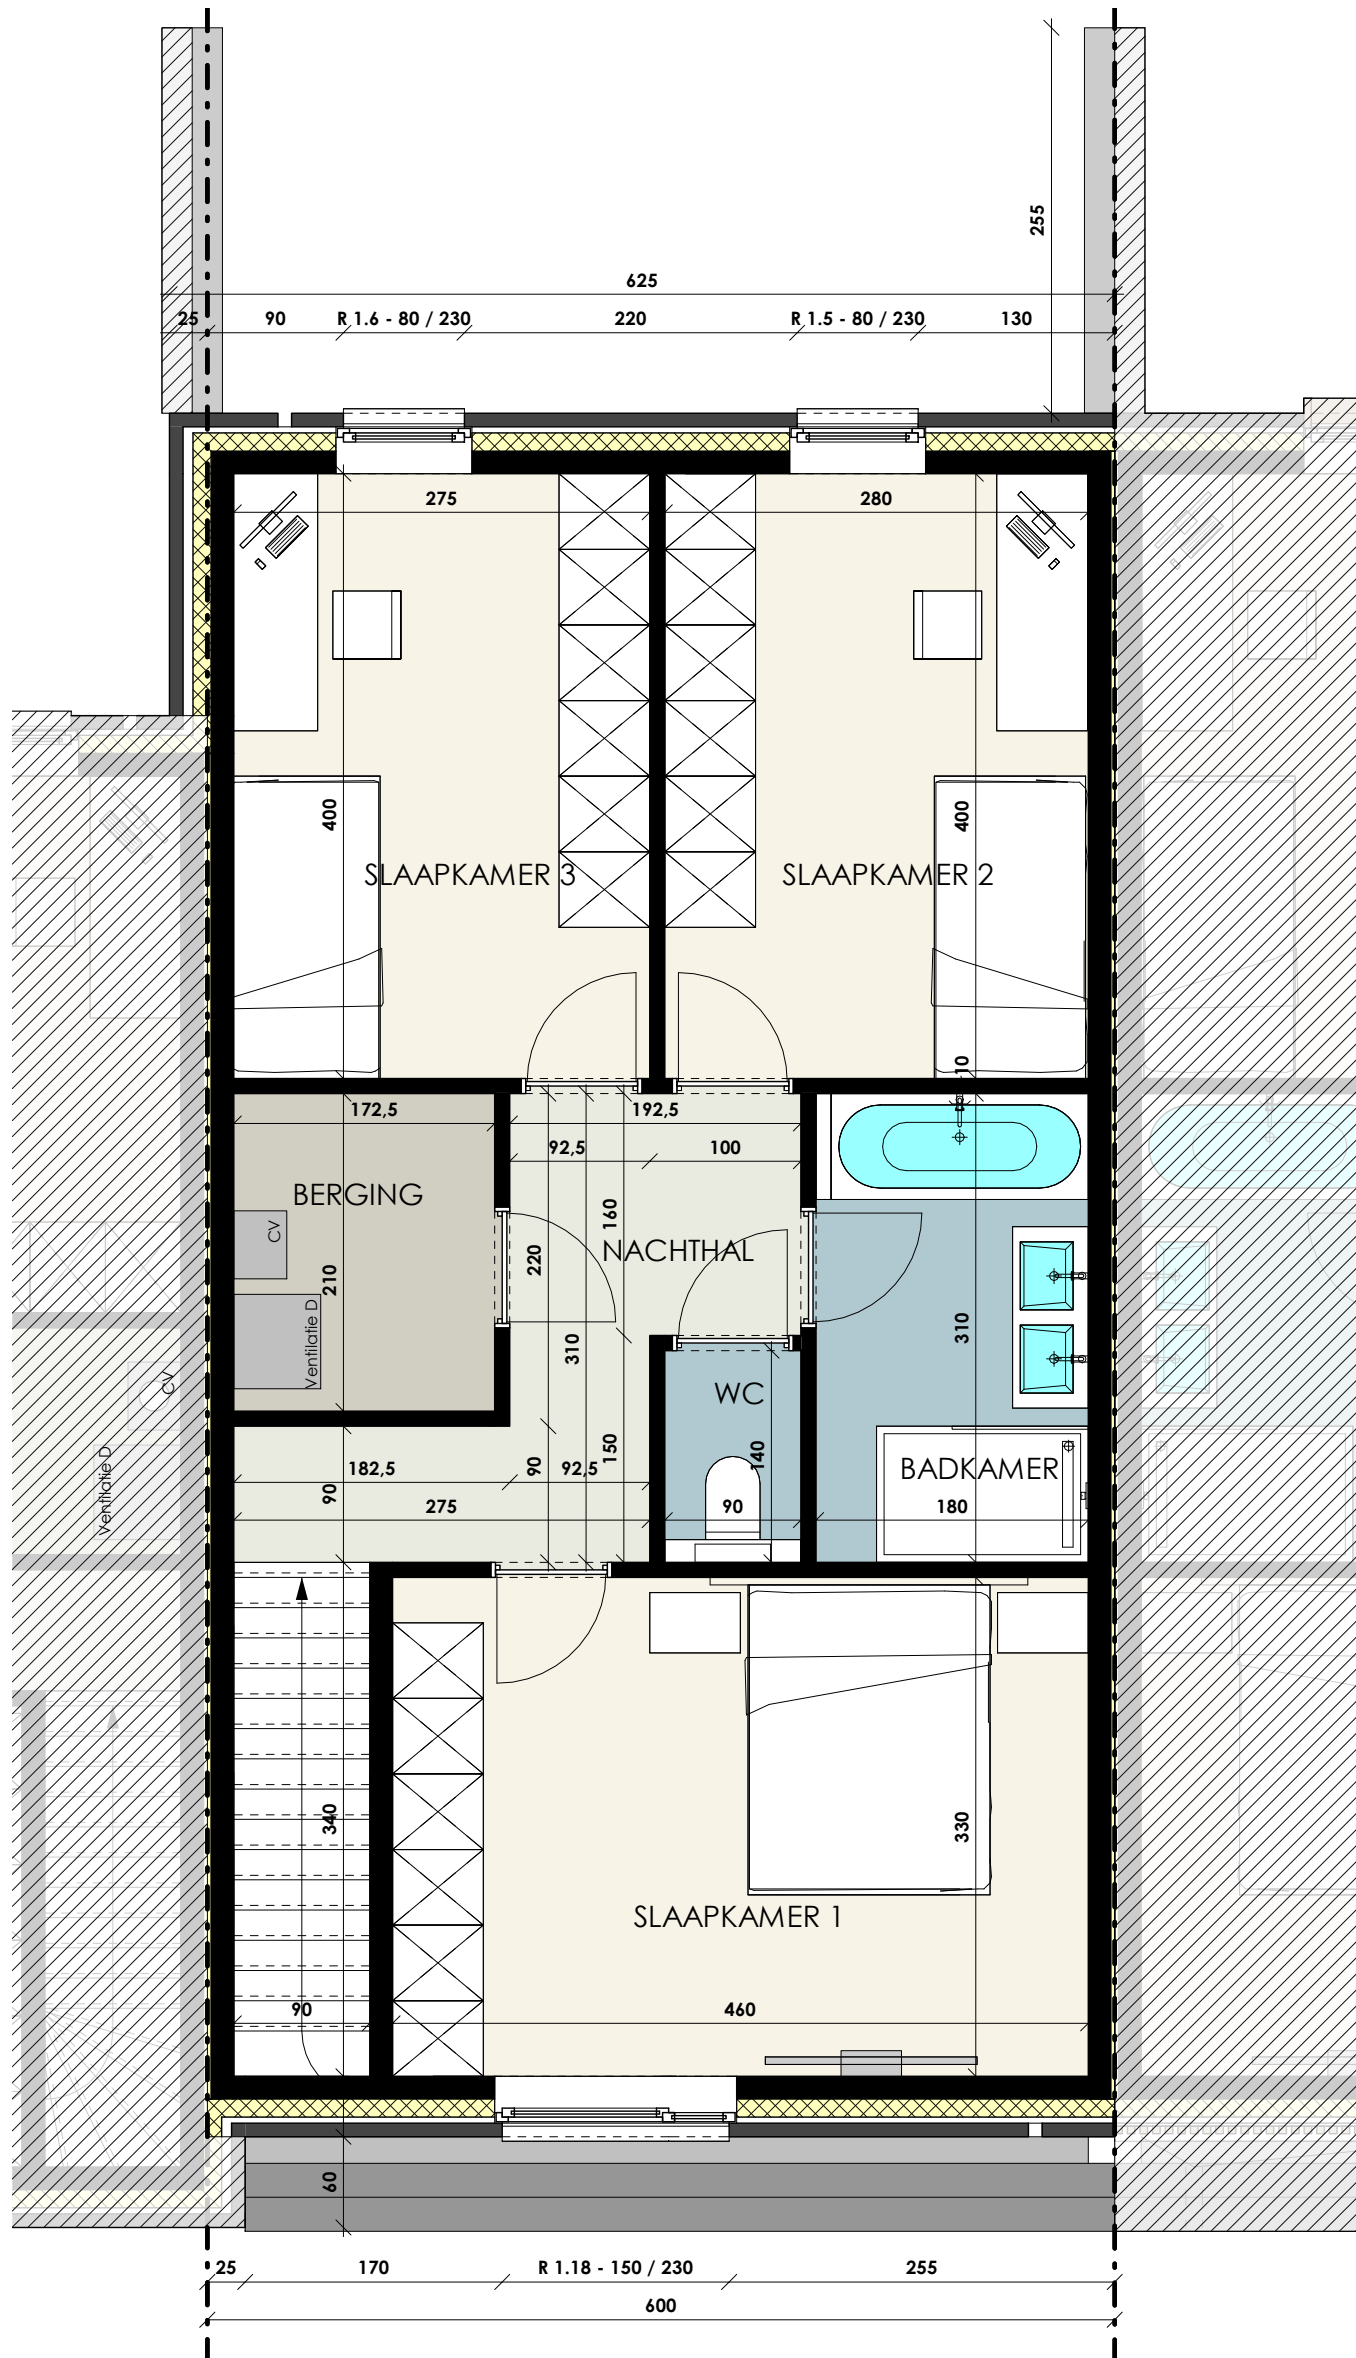 255
625
25 90 R 1.6 - 80 / 230 220 R 1.5 - 80 / 230 130
275 280
400 400
SLAAPKAMER 3 SLAAPKAMER 2
10
172,5 192,5
92,5 100
BERGING
160
CV
NACHTHAL
220
210
310
310
Ventilatie D
CV
WC
150
140
182,5 90 92,5
90
BADKAMER
Ventilatie D
275 90 180
340
330
SLAAPKAMER 1
90 460
60
25 170 R 1.18 - 150 / 230 255
600